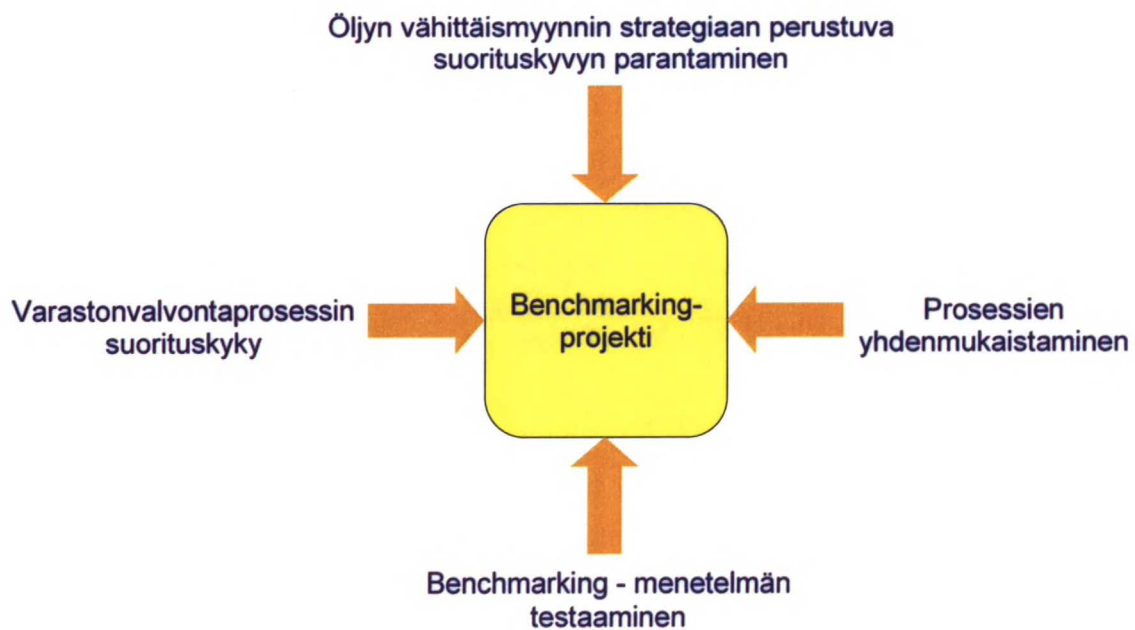 Öljyn vähittäismyynnin strategiaan perustuva
suorituskyvyn parantaminen
Varastonvalvontaprosessin
suorituskyky
Benchmarking-
projekti
Prosessien
yhdenmukaistaminen
Benchmarking - menetelmän
testaaminen